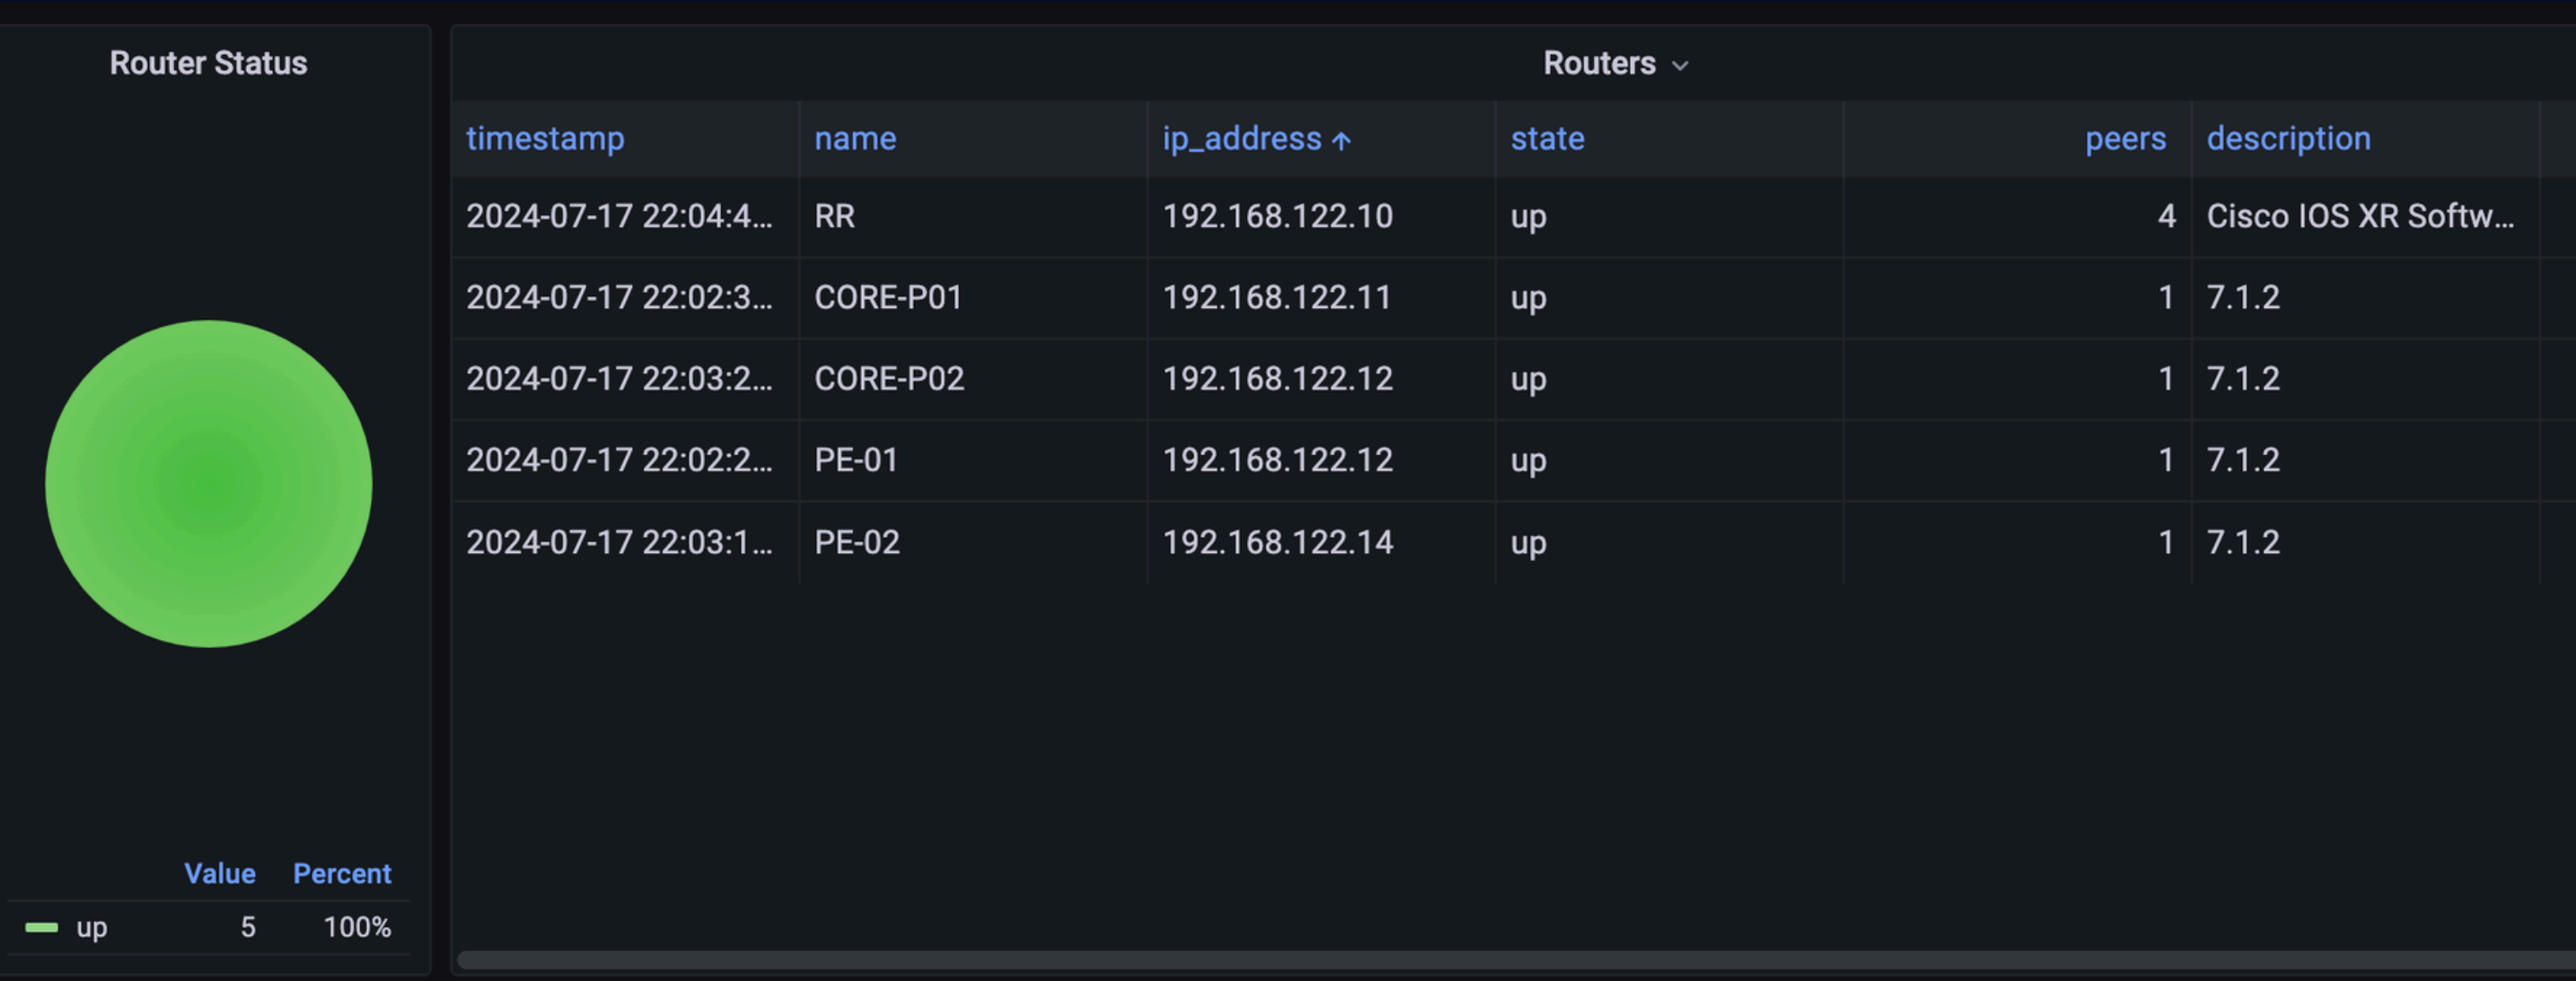 Router Status
Routers
timestamp name ip_address state peers description
2024-07-17 22:04:4... RR 192.168.122.10 up 4 Cisco IOS XR Softw...
2024-07-17 22:02:3... CORE-P01 192.168.122.11 up 1 7.1.2
2024-07-17 22:03:2... CORE-P02 192.168.122.12 up 1 7.1.2
2024-07-17 22:02:2... PE-01 192.168.122.12 up 1 7.1.2
2024-07-17 22:03:1... PE-02 192.168.122.14 up 1 7.1.2
Value Percent
up 5 100%